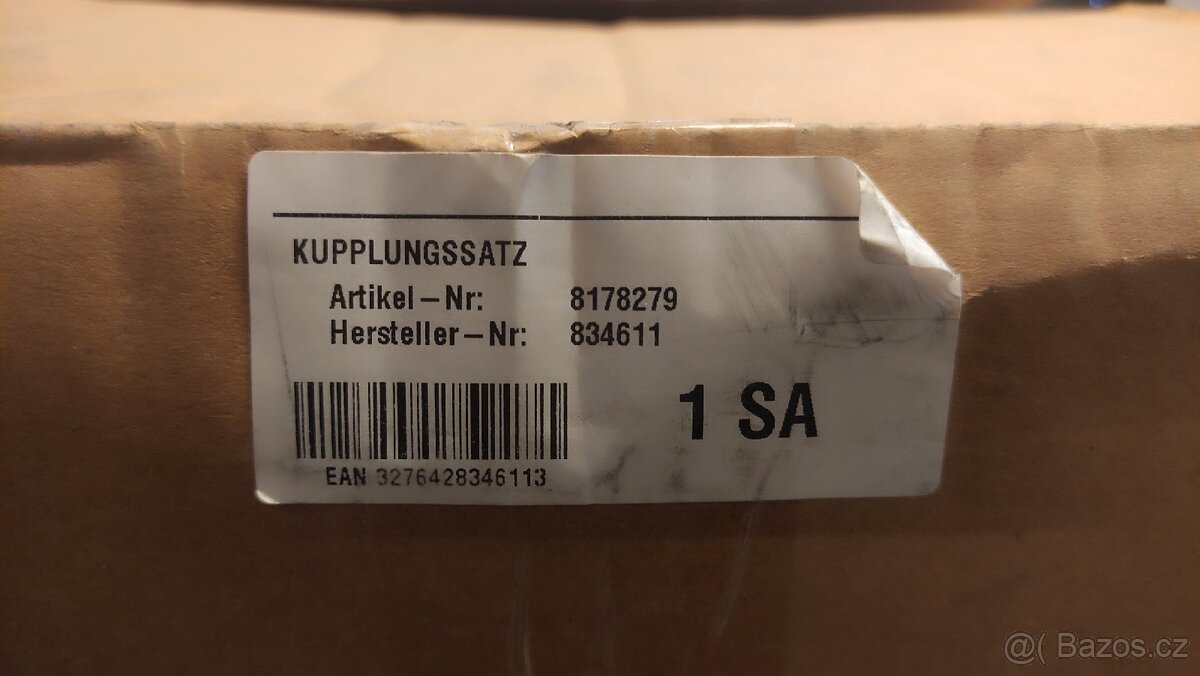 KUPPLUNGSSATZ
Artikel-Nr: 8178279
Hersteller-Nr: 834611
1 SA
EAN 3276428346113
@( Bazos.cz